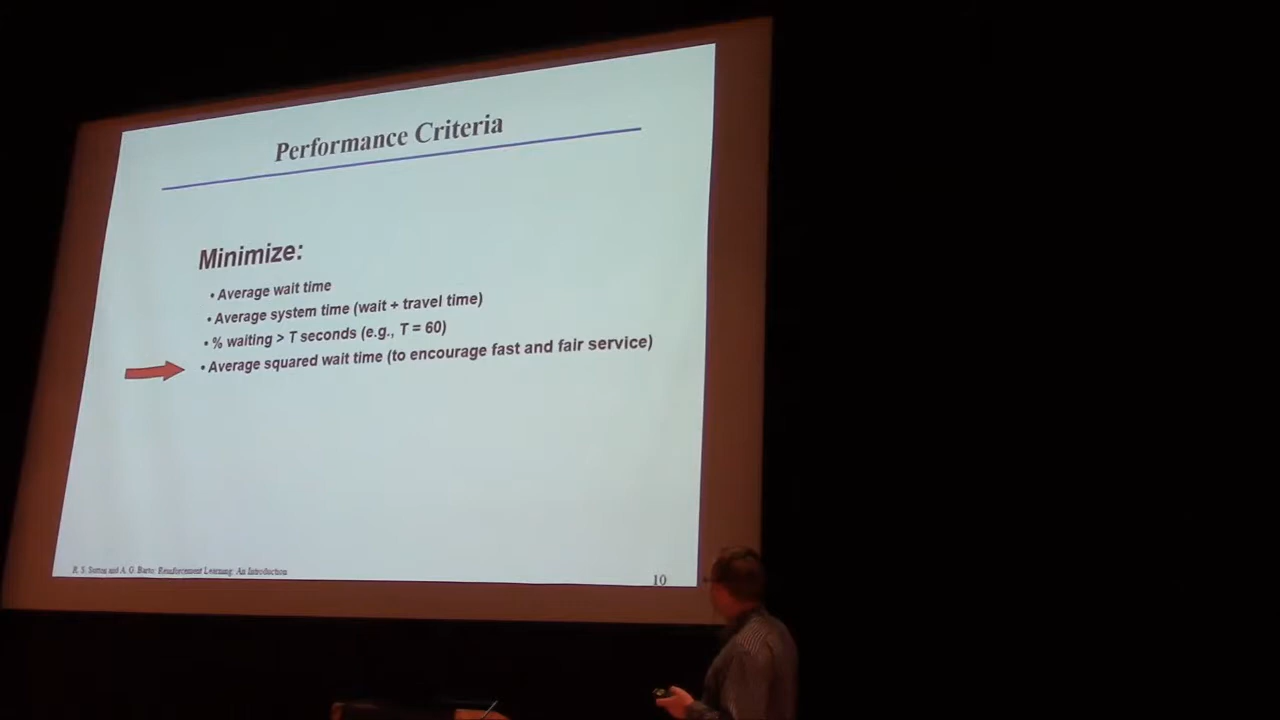 Performance Criteria
Minimize:
• Average wait time
• Average system time (wait + travel time)
• % waiting > T seconds (e.g., T = 60)
• Average squared wait time (to encourage fast and fair service)
R. S. Sutton and A. G. Barto: Reinforcement Learning: An Introduction
10